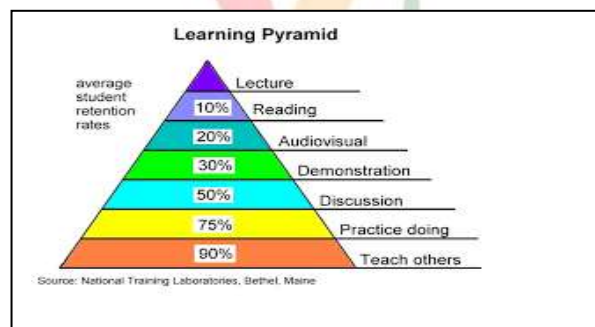 Learning Pyramid
average
student
retention
rates
Lecture
10% Reading
20% Audiovisual
30% Demonstration
50% Discussion
75% Practice doing
90% Teach others
Source: National Training Laboratories, Bethel, Maine